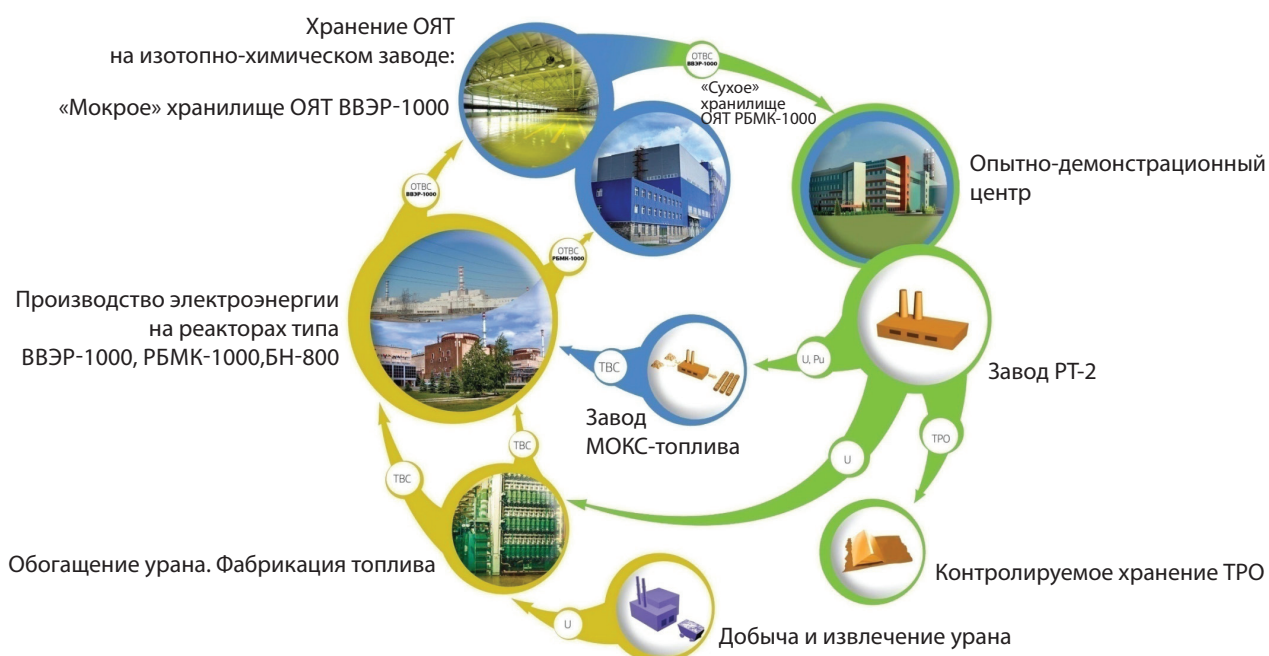 Хранение ОЯТ
на изотопно-химическом заводе:
«Мокрое» хранилище ОЯТ ВВЭР-1000
ОТВС
ВВЭР-1000
«Сухое»
хранилище
ОЯТ РБМК-1000
Опытно-демонстрационный
центр
ОТВС
ВВЭР-1000
ОТВС
РБМК-1000
Производство электроэнергии
на реакторах типа
ВВЭР-1000, РБМК-1000,БН-800
ТВС
U, Pu
Завод РТ-2
Завод
МОКС-топлива
ТВС
ТВС
U
ТРО
Обогащение урана. Фабрикация топлива
Контролируемое хранение ТРО
U
Добыча и извлечение урана